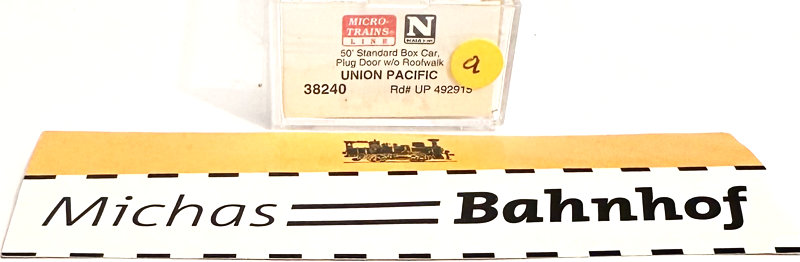 MICRO-
TRAINS
LINE
N
50' Standard Box Car,
Plug Door w/o Roofwalk
UNION PACIFIC
38240 Rd# UP 492915
a
Michas Bahnhof